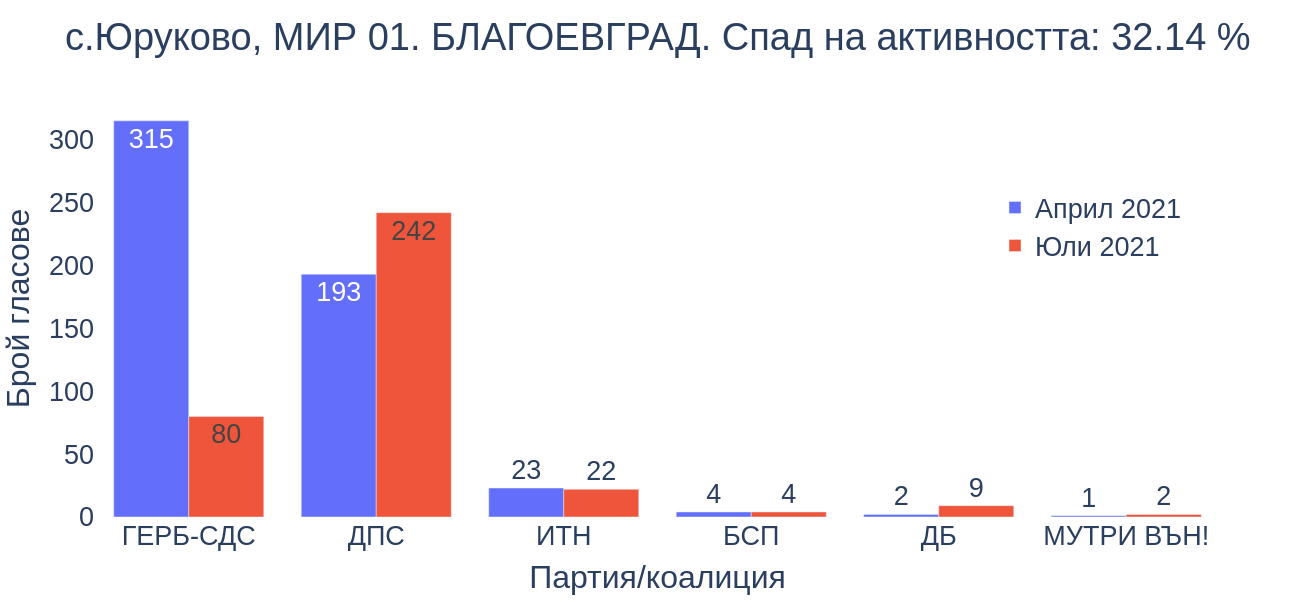 с.Юруково, МИР 01. БЛАГОЕВГРАД. Спад на активността: 32.14 %
Брой гласове
300
250
200
150
100
50
0
315
80
193
242
23
22
4
4
2
9
1
2
Април 2021
Юли 2021
ГЕРБ-СДС
ДПС
ИТН
БСП
ДБ
МУТРИ ВЪН!
Партия/коалиция